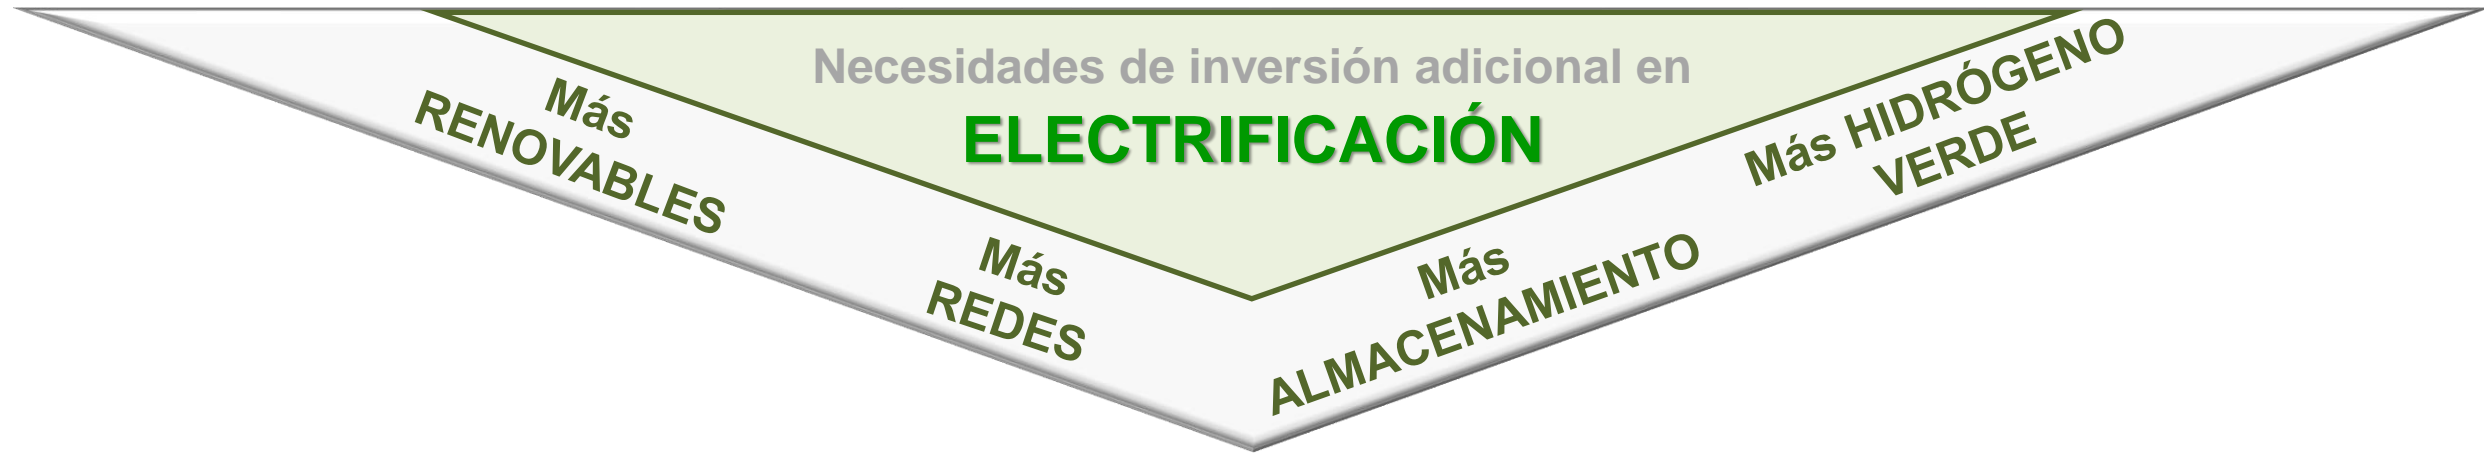 Necesidades de inversión adicional en
ELECTRIFICACIÓN
Más
RENOVABLES
Más
REDES
Más
ALMACENAMIENTO
Más HIDRÓGENO
VERDE